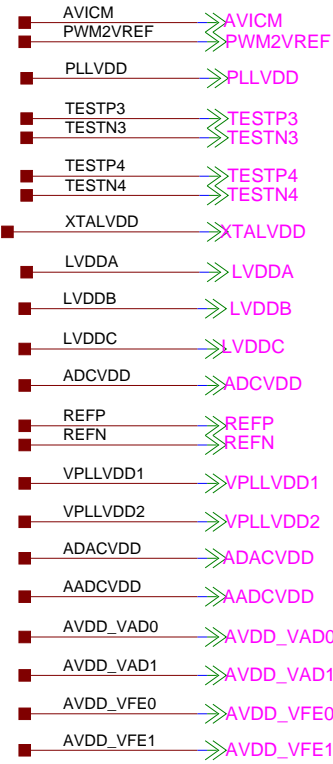 AVICM AVICM
PWM2VREF PWM2VREF
PLLVDD PLLVDD
TESTP3 TESTP3
TESTN3 TESTN3
TESTP4 TESTP4
TESTN4 TESTN4
XTALVDD XTALVDD
LVDDA LVDDA
LVDDB LVDDB
LVDDC LVDDC
ADCVDD ADCVDD
REFP REFP
REFN REFN
VPLLVDD1 VPLLVDD1
VPLLVDD2 VPLLVDD2
ADACVDD ADACVDD
AADCVDD AADCVDD
AVDD_VAD0 AVDD_VAD0
AVDD_VAD1 AVDD_VAD1
AVDD_VFE0 AVDD_VFE0
AVDD_VFE1 AVDD_VFE1